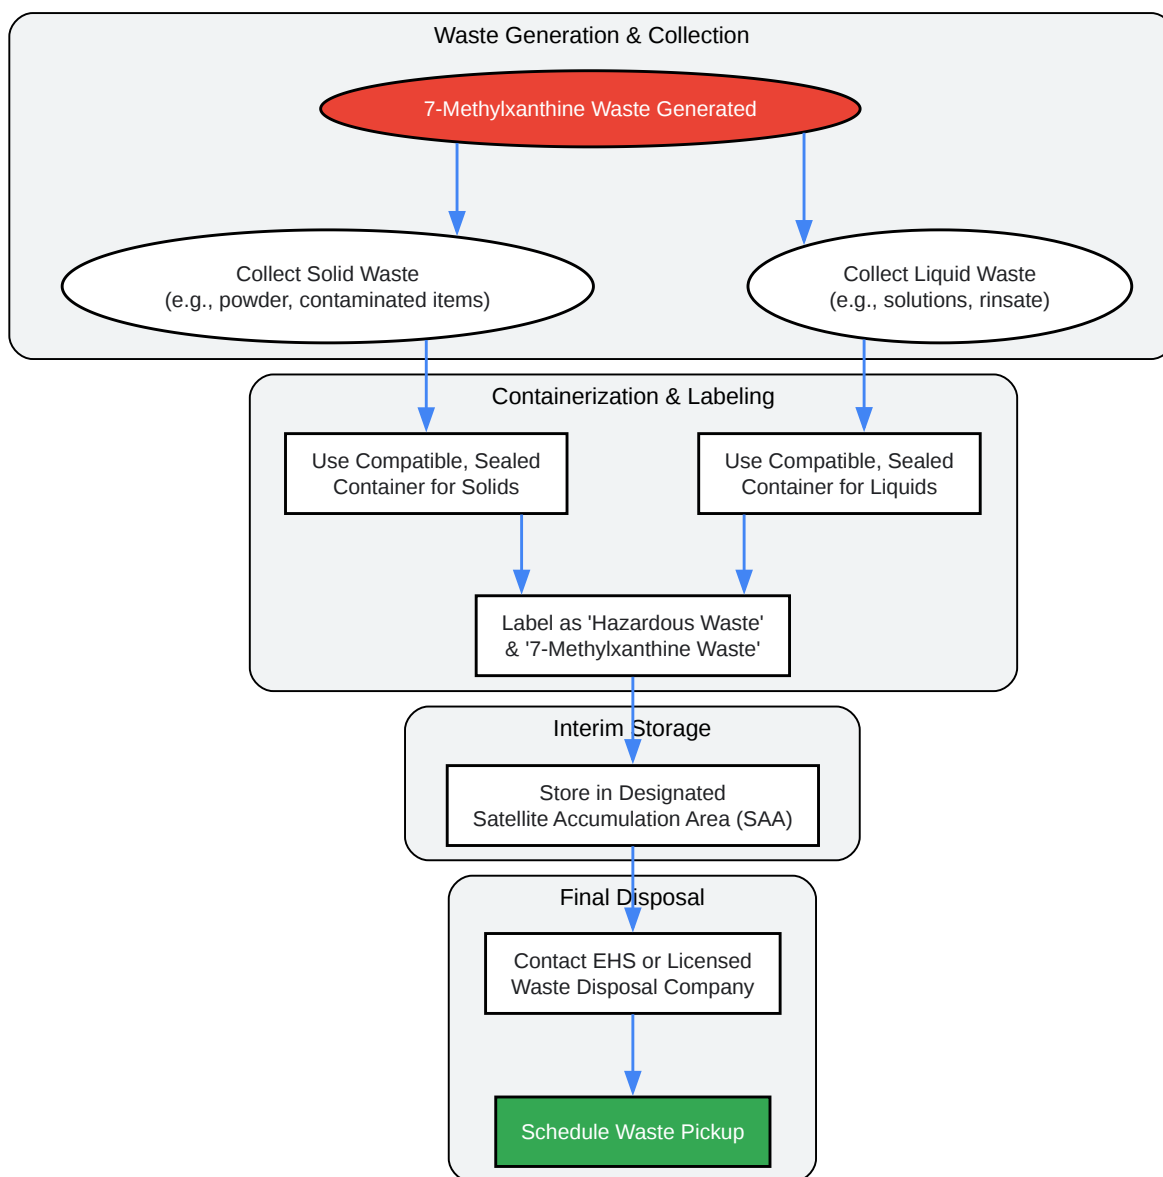 Waste Generation & Collection
7-Methylxanthine Waste Generated
Collect Solid Waste
(e.g., powder, contaminated items)
Collect Liquid Waste
(e.g., solutions, rinsate)
Containerization & Labeling
Use Compatible, Sealed
Container for Solids
Use Compatible, Sealed
Container for Liquids
Label as 'Hazardous Waste'
& '7-Methylxanthine Waste'
Interim Storage
Store in Designated
Satellite Accumulation Area (SAA)
Final Disposal
Contact EHS or Licensed
Waste Disposal Company
Schedule Waste Pickup